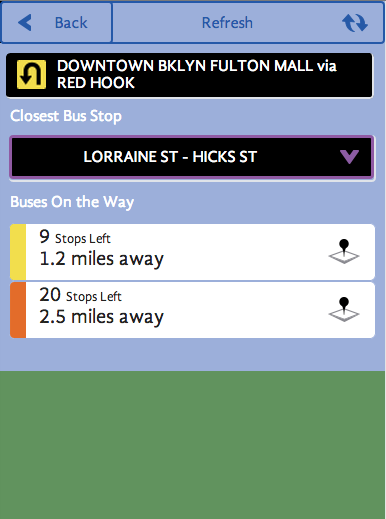 Back
Refresh
DOWNTOWN BKLYN FULTON MALL via
RED HOOK
Closest Bus Stop
LORRAINE ST - HICKS ST
Buses On the Way
9 Stops Left
1.2 miles away
20 Stops Left
2.5 miles away